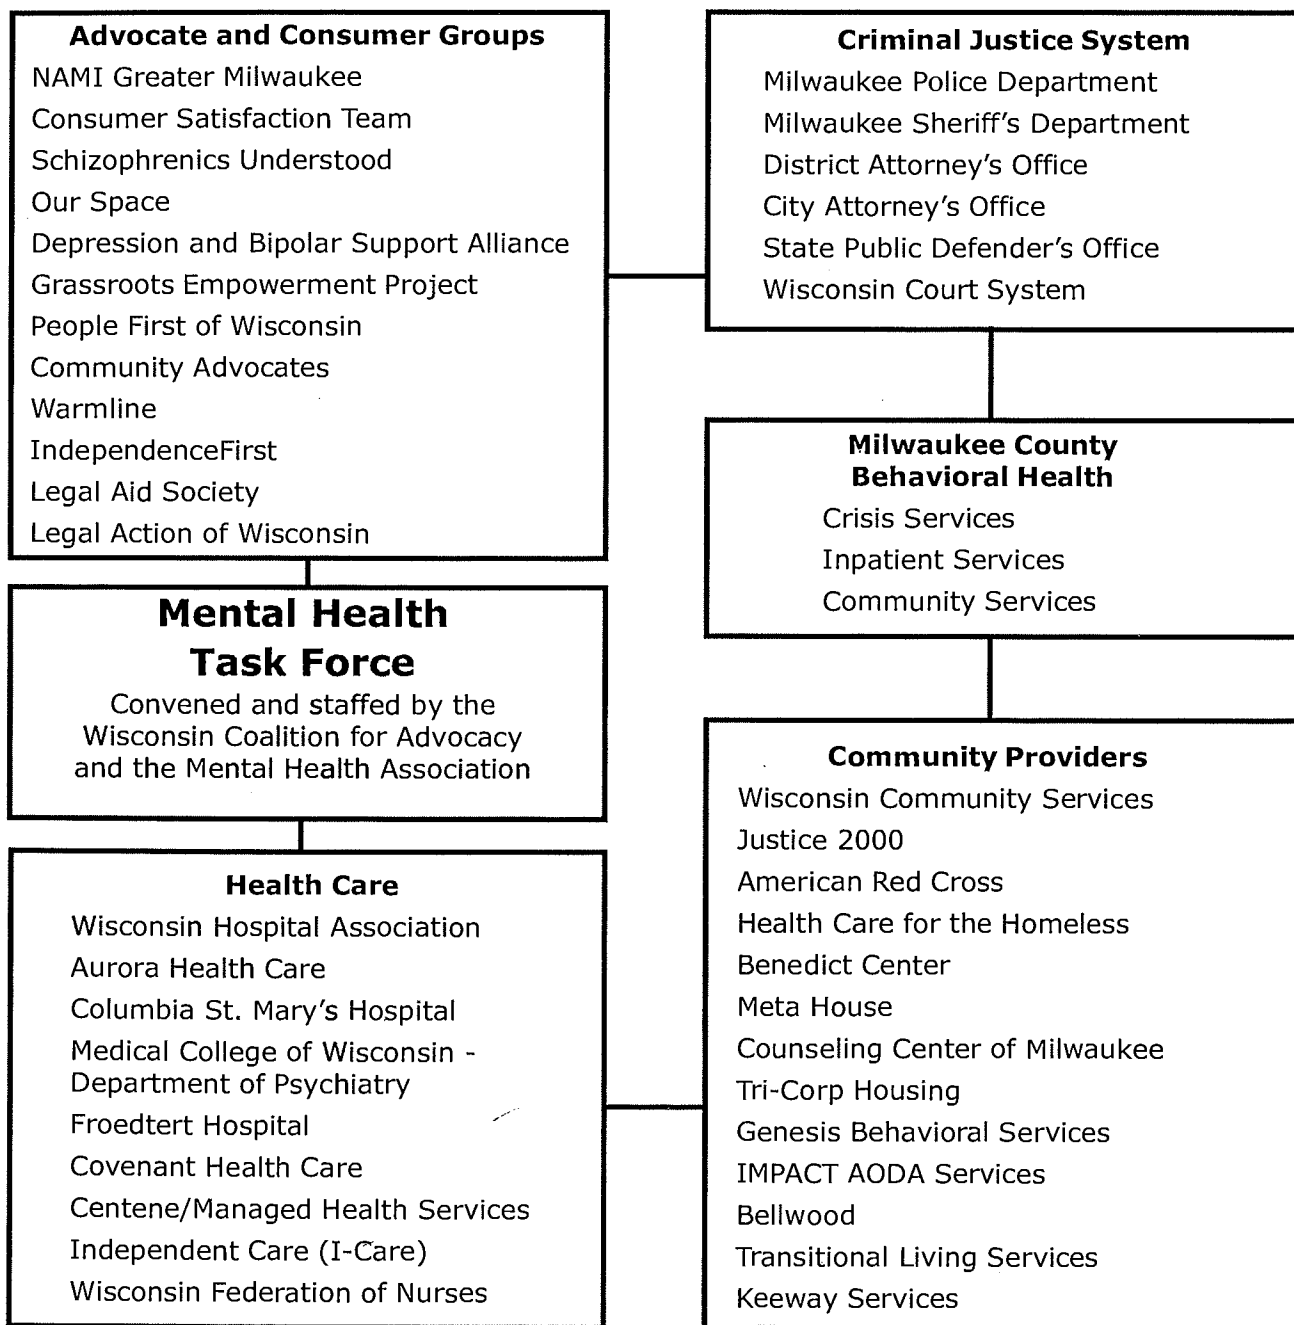 Advocate and Consumer Groups
NAMI Greater Milwaukee
Consumer Satisfaction Team
Schizophrenics Understood
Our Space
Depression and Bipolar Support Alliance
Grassroots Empowerment Project
People First of Wisconsin
Community Advocates
Warmline
IndependenceFirst
Legal Aid Society
Legal Action of Wisconsin
Mental Health
Task Force
Convened and staffed by the
Wisconsin Coalition for Advocacy
and the Mental Health Association
Health Care
Wisconsin Hospital Association
Aurora Health Care
Columbia St. Mary's Hospital
Medical College of Wisconsin -
Department of Psychiatry
Froedtert Hospital
Covenant Health Care
Centene/Managed Health Services
Independent Care (I-Care)
Wisconsin Federation of Nurses
Criminal Justice System
Milwaukee Police Department
Milwaukee Sheriff's Department
District Attorney's Office
City Attorney's Office
State Public Defender's Office
Wisconsin Court System
Milwaukee County
Behavioral Health
Crisis Services
Inpatient Services
Community Services
Community Providers
Wisconsin Community Services
Justice 2000
American Red Cross
Health Care for the Homeless
Benedict Center
Meta House
Counseling Center of Milwaukee
Tri-Corp Housing
Genesis Behavioral Services
IMPACT AODA Services
Bellwood
Transitional Living Services
Keeway Services